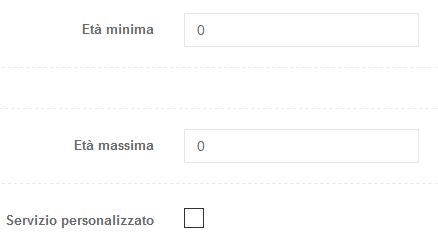 Età minima
0
Età massima
0
Servizio personalizzato